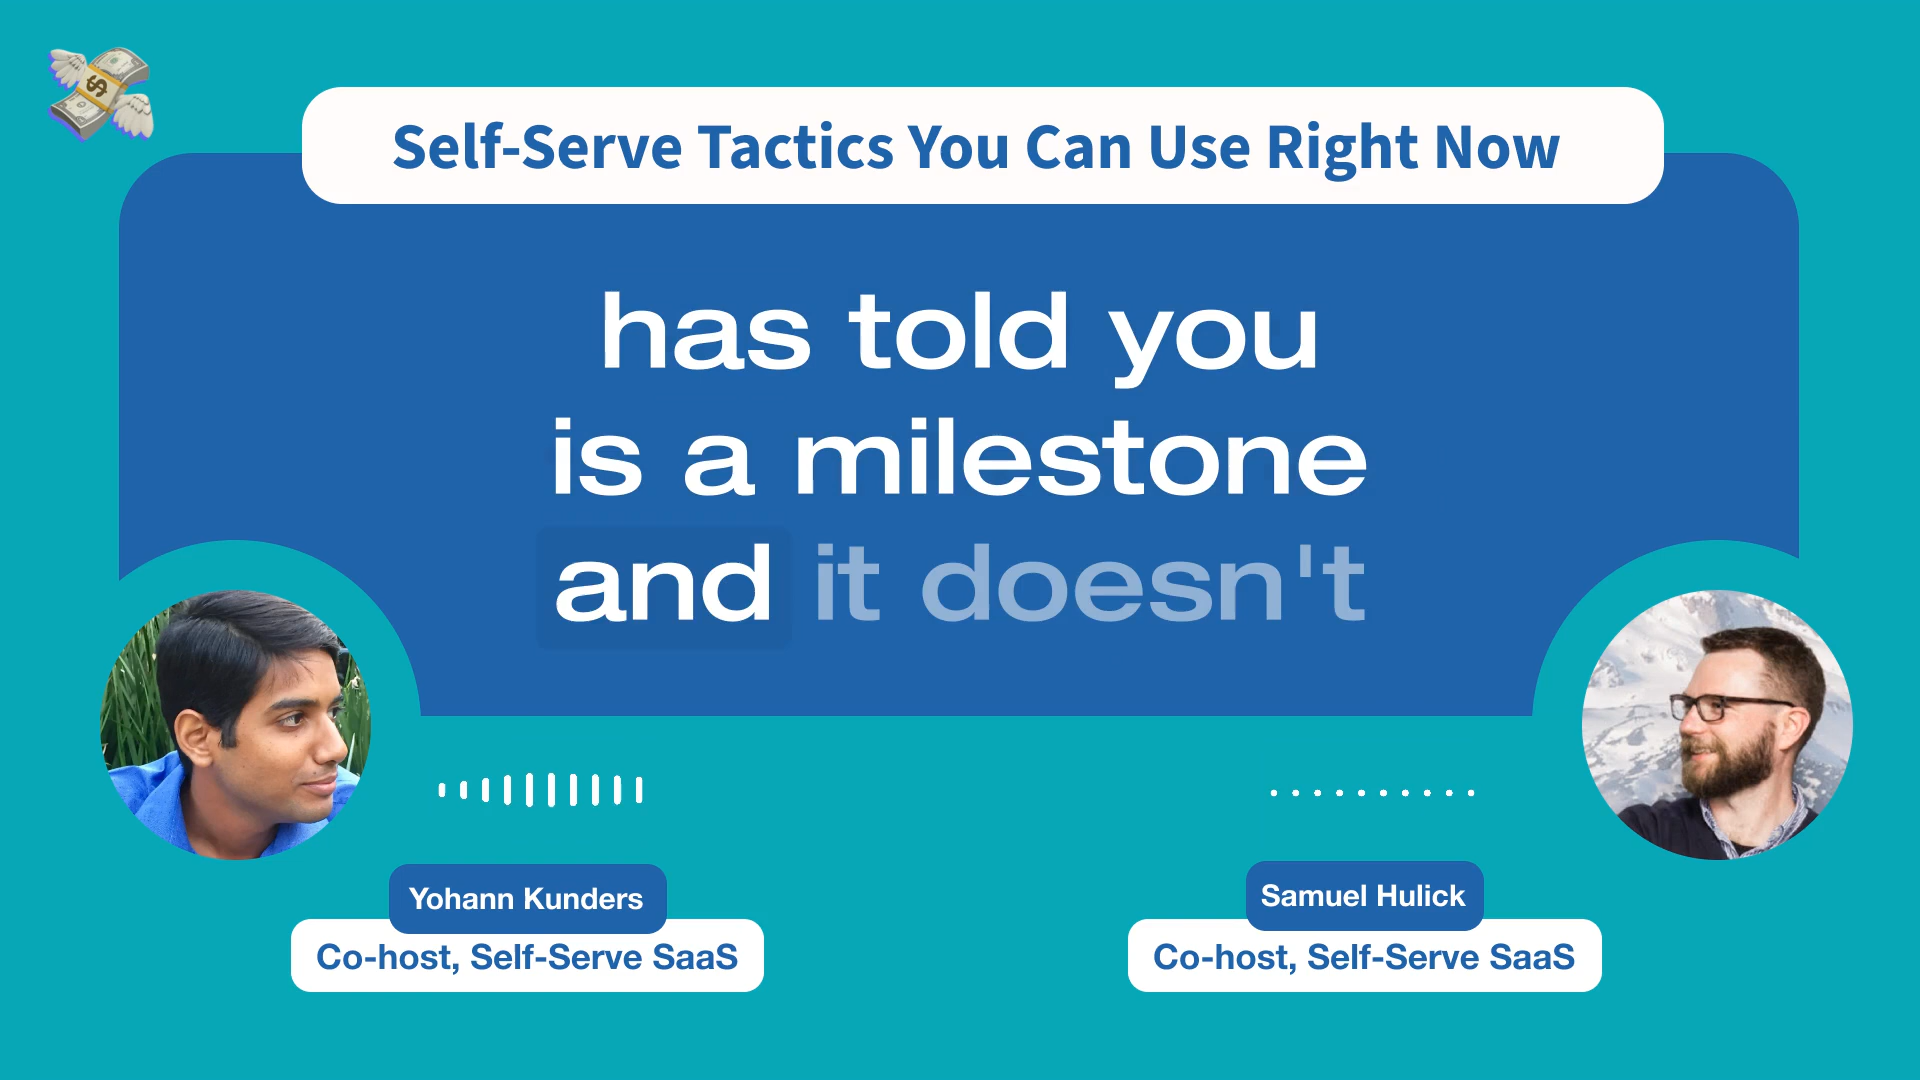 Self-Serve Tactics You Can Use Right Now
has told you
is a milestone
and it doesn't
Yohann Kunders
Co-host, Self-Serve SaaS
Samuel Hulick
Co-host, Self-Serve SaaS